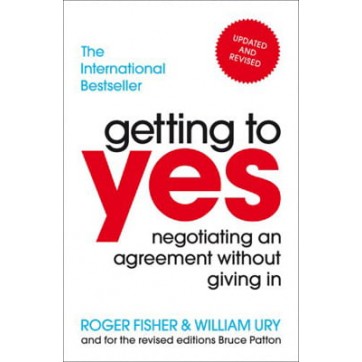 The
International
Bestseller
UPDATED
AND
REVISED
getting to
yes
negotiating an
agreement without
giving in
ROGER FISHER & WILLIAM URY
and for the revised editions Bruce Patton